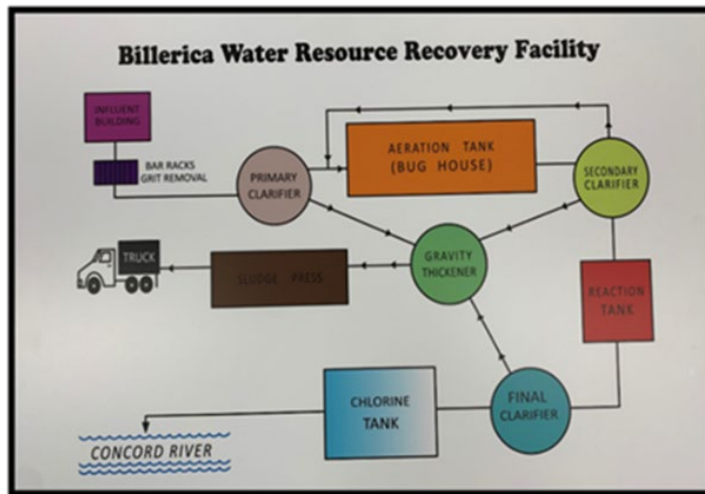 Billerica Water Resource Recovery Facility
INFLUENT
BUILDING
BAR RACKS
GRIT REMOVAL
PRIMARY
CLARIFIER
AERATION TANK
(BUG HOUSE)
SECONDARY
CLARIFIER
GRAVITY
THICKENER
TRUCK
SLUDGE PRESS
REACTION
TANK
CHLORINE
TANK
FINAL
CLARIFIER
CONCORD RIVER